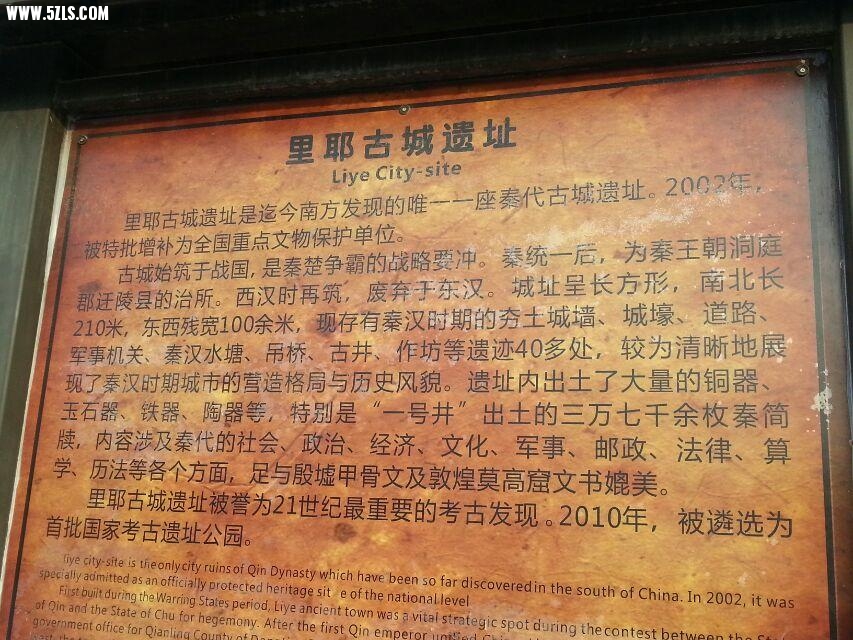 WWW.5ZLS.COM
里耶古城遗址
Liye City-site
里耶古城遗址是迄今南方发现的唯一一座秦代古城遗址。2002年，
被特批增补为全国重点文物保护单位。
古城始筑于战国，是秦楚争霸的战略要冲。秦统一后，为秦王朝洞庭
郡迁陵县的治所。西汉时再筑，废弃于东汉。城址呈长方形，南北长
210米，东西残宽100余米，现存有秦汉时期的夯土城墙、城壕、道路、
军事机关、秦汉水塘、吊桥、古井、作坊等遗迹40多处，较为清晰地展
现了秦汉时期城市的营造格局与历史风貌。遗址内出土了大量的铜器、
玉石器、铁器、陶器等，特别是“一号井”出土的三万七千余枚秦简
牍，内容涉及秦代的社会、政治、经济、文化、军事、邮政、法律、算
学、历法等各个方面，足与殷墟甲骨文及敦煌莫高窟文书媲美。
里耶古城遗址被誉为21世纪最重要的考古发现。2010年，被遴选为
首批国家考古遗址公园。
liye city-site is the only city ruins of Qin Dynasty which have been so far discovered in the south of China. In 2002, it was
specially admitted as an officially protected heritage sit e of the national level
First built during the Warring States period, Liye ancient town was a vital strategic spot during the contest between the
of Qin and the State of Chu for hegemony. After the first Qin emperor unified
government office for Qianling County of